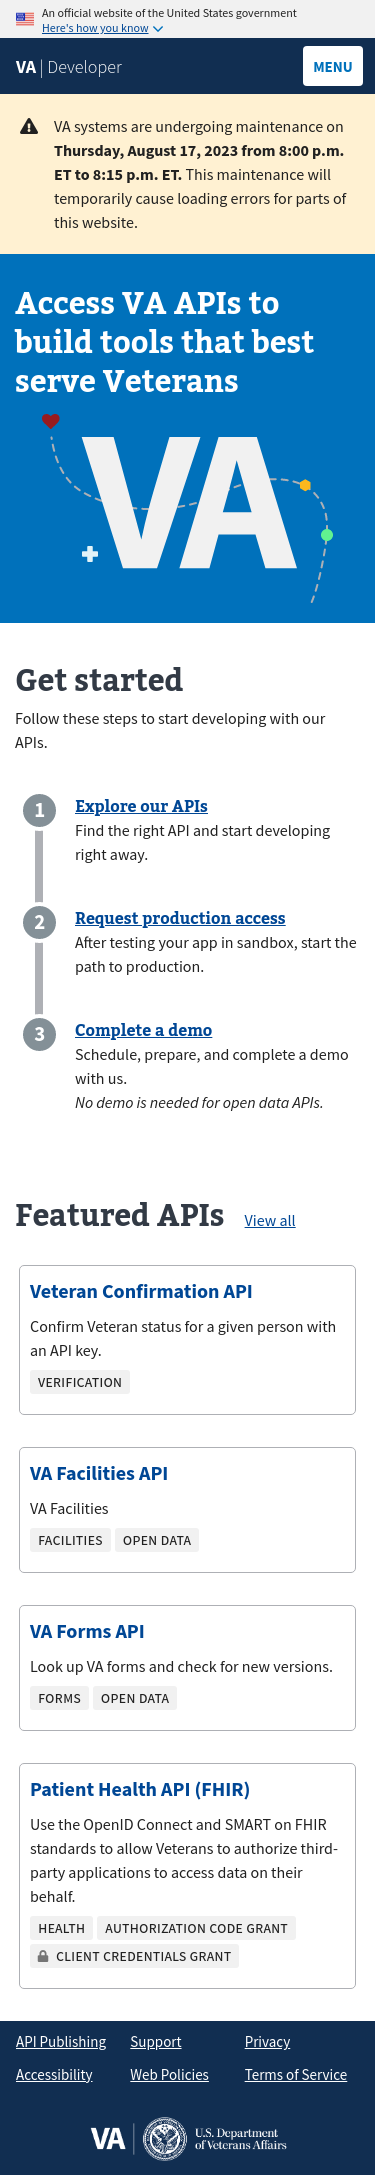 An official website of the United States government
Here's how you know
VA | Developer
MENU
VA systems are undergoing maintenance on
Thursday, August 17, 2023 from 8:00 p.m.
ET to 8:15 p.m. ET. This maintenance will
temporarily cause loading errors for parts of
this website.
Access VA APIs to
build tools that best
serve Veterans
VA
Get started
Follow these steps to start developing with our
APIs.
1
Explore our APIs
Find the right API and start developing
right away.
2
Request production access
After testing your app in sandbox, start the
path to production.
3
Complete a demo
Schedule, prepare, and complete a demo
with us.
No demo is needed for open data APIs.
Featured APIs View all
Veteran Confirmation API
Confirm Veteran status for a given person with
an API key.
VERIFICATION
VA Facilities API
VA Facilities
FACILITIES OPEN DATA
VA Forms API
Look up VA forms and check for new versions.
FORMS OPEN DATA
Patient Health API (FHIR)
Use the OpenID Connect and SMART on FHIR
standards to allow Veterans to authorize third-
party applications to access data on their
behalf.
HEALTH AUTHORIZATION CODE GRANT
CLIENT CREDENTIALS GRANT
API Publishing Support Privacy
Accessibility Web Policies Terms of Service
VA
U.S. Department
of Veterans Affairs